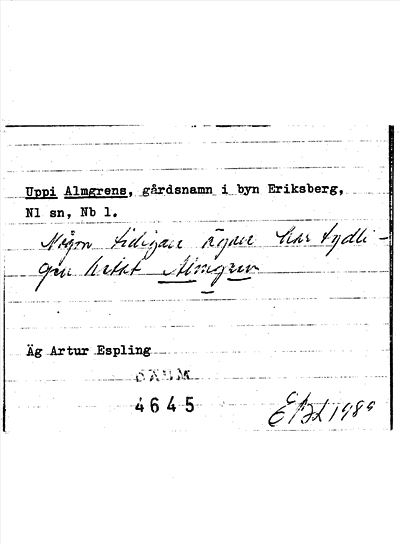 Uppi Almgrens, gårdsnamn i byn Eriksberg,
Nl sn, Nb l.
Någon tidigare ägare har tydli-
gen hetat Almgren
Äg Artur Espling
DAUM
4645